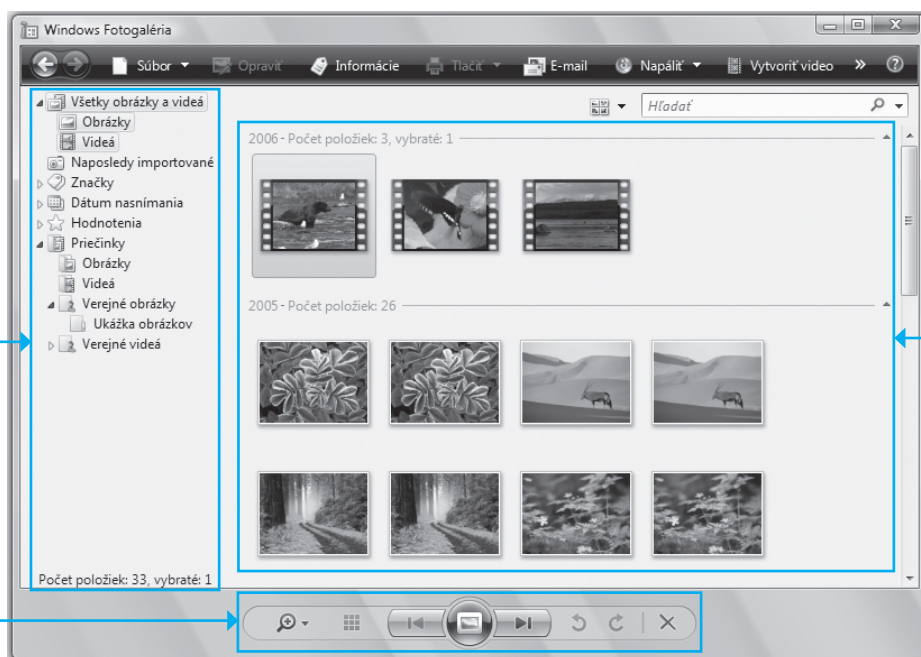 Windows Fotogaléria
Súbor Opraviť Informácie Tlačiť E-mail Napáliť Vytvoriť video » ?
Všetky obrázky a videá
Obrázky
Videá
Naposledy importované
Značky
Dátum nasnímania
Hodnotenia
Priečinky
Obrázky
Videá
Verejné obrázky
Ukážka obrázkov
Verejné videá
Počet položiek: 33, vybraté: 1
Hľadať
2006 - Počet položiek: 3, vybraté: 1
2005 - Počet položiek: 26